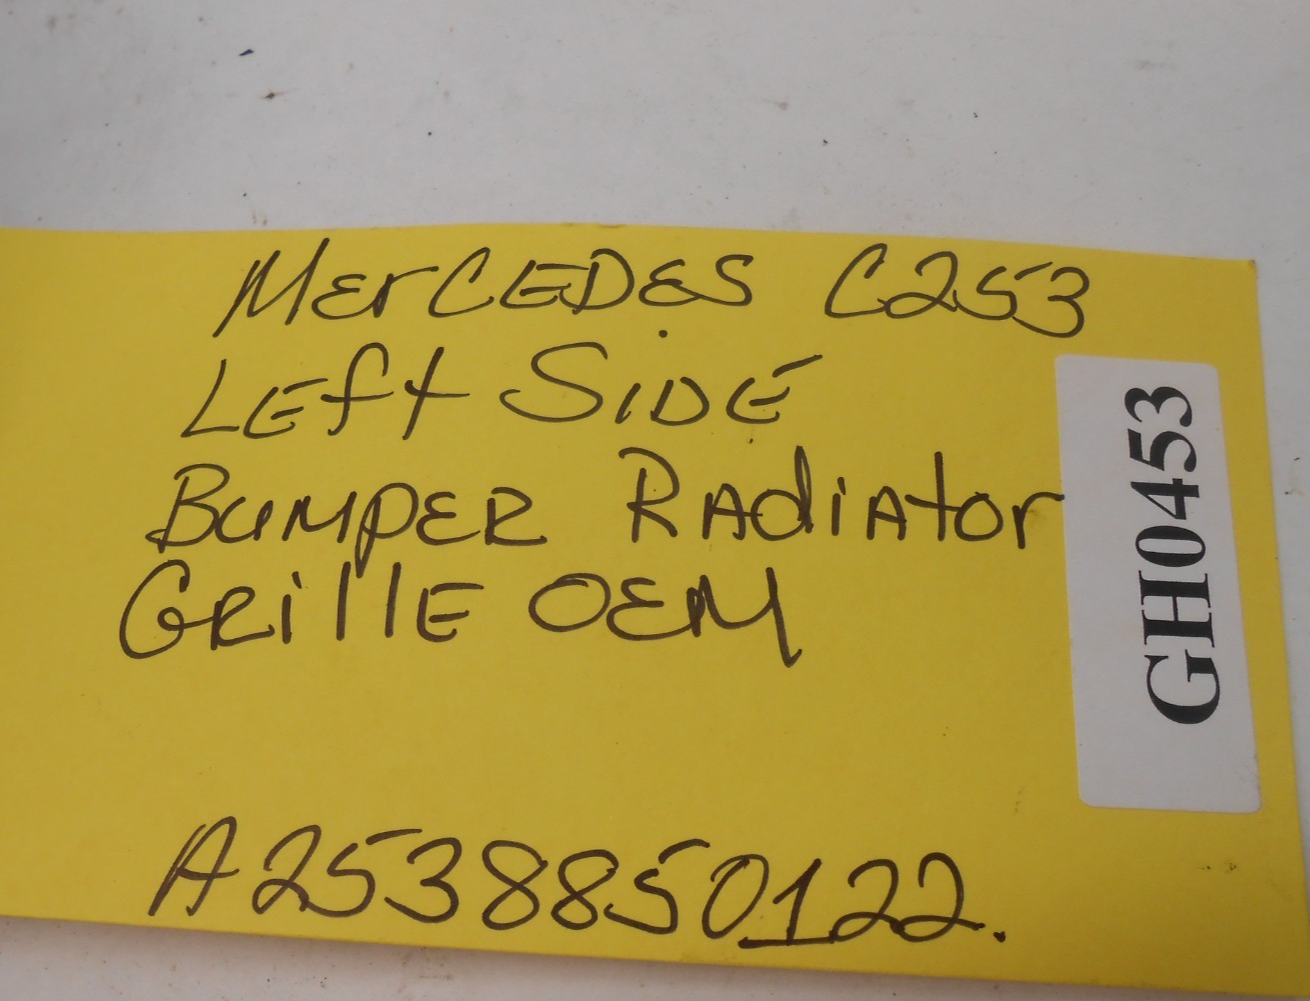 Mercedes C253
Left Side
Bumper Radiator
Grille OEM
A2538850122.
GH0453